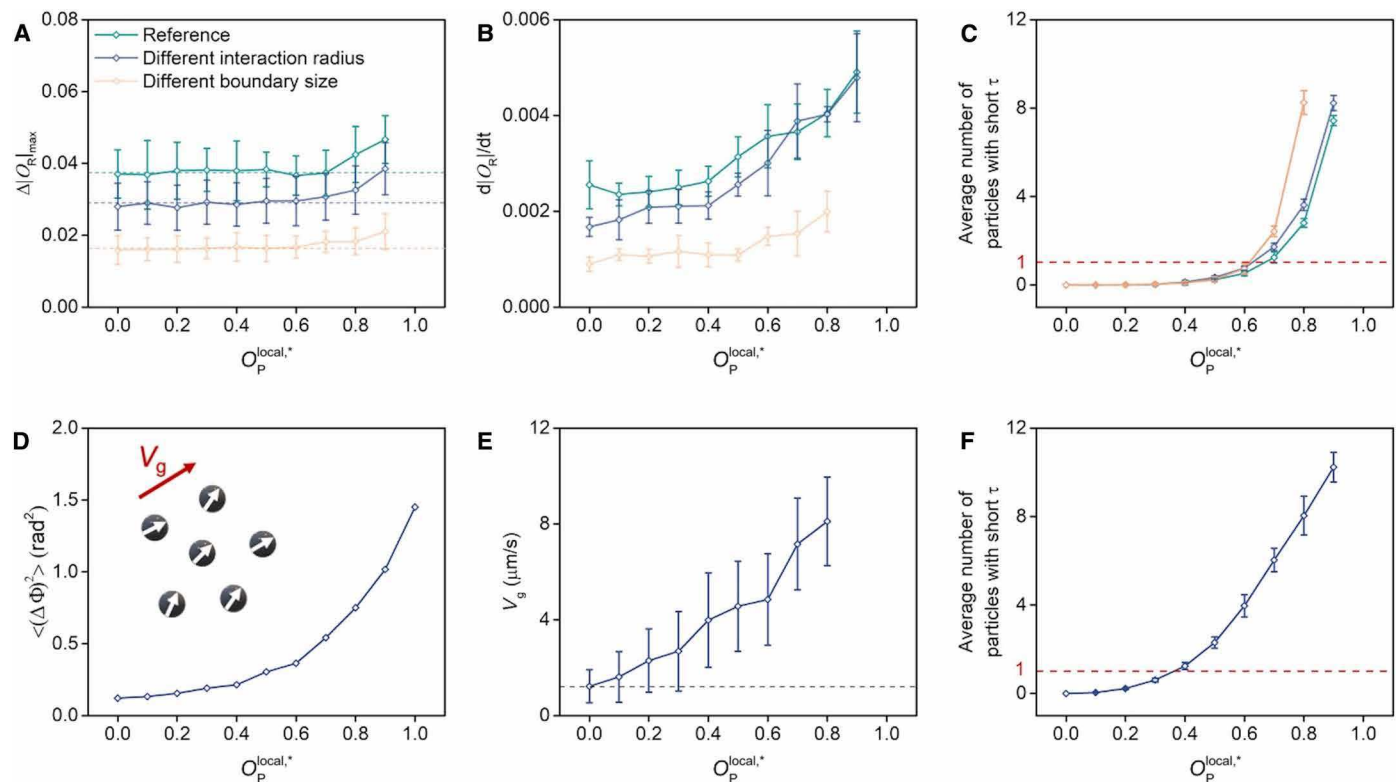 A
0.08
0.06
0.04
0.02
0.00
Δ|O_R|_max
Reference
Different interaction radius
Different boundary size
0.0 0.2 0.4 0.6 0.8 1.0
O_P^local,*
B
0.006
0.004
0.002
0.000
d|O_R|/dt
0.0 0.2 0.4 0.6 0.8 1.0
O_P^local,*
C
12
8
4
1
0
Average number of
particles with short τ
0.0 0.2 0.4 0.6 0.8 1.0
O_P^local,*
D
2.0
1.5
1.0
0.5
0.0
<(ΔΦ)²> (rad²)
V_g
0.0 0.2 0.4 0.6 0.8 1.0
O_P^local,*
E
12
8
4
0
V_g (μm/s)
0.0 0.2 0.4 0.6 0.8 1.0
O_P^local,*
F
12
8
4
1
0
Average number of
particles with short τ
0.0 0.2 0.4 0.6 0.8 1.0
O_P^local,*